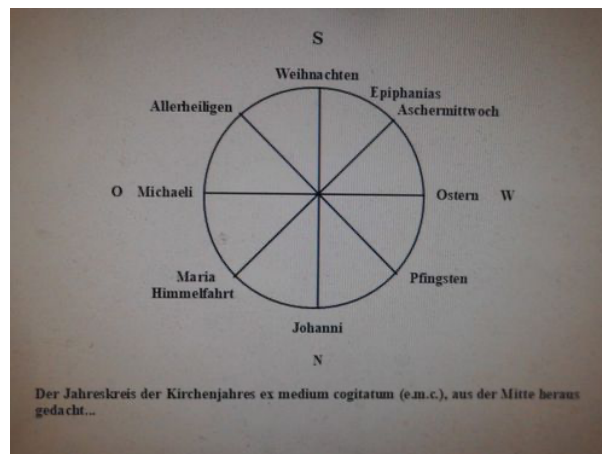 S
Weihnachten
Epiphanias
Allerheiligen
Aschermittwoch
O Michaeli
Ostern W
Maria
Himmelfahrt
Pfingsten
Johanni
N
Der Jahreskreis der Kirchenjahres ex medium cogitatum (e.m.c.), aus der Mitte heraus
gedacht...